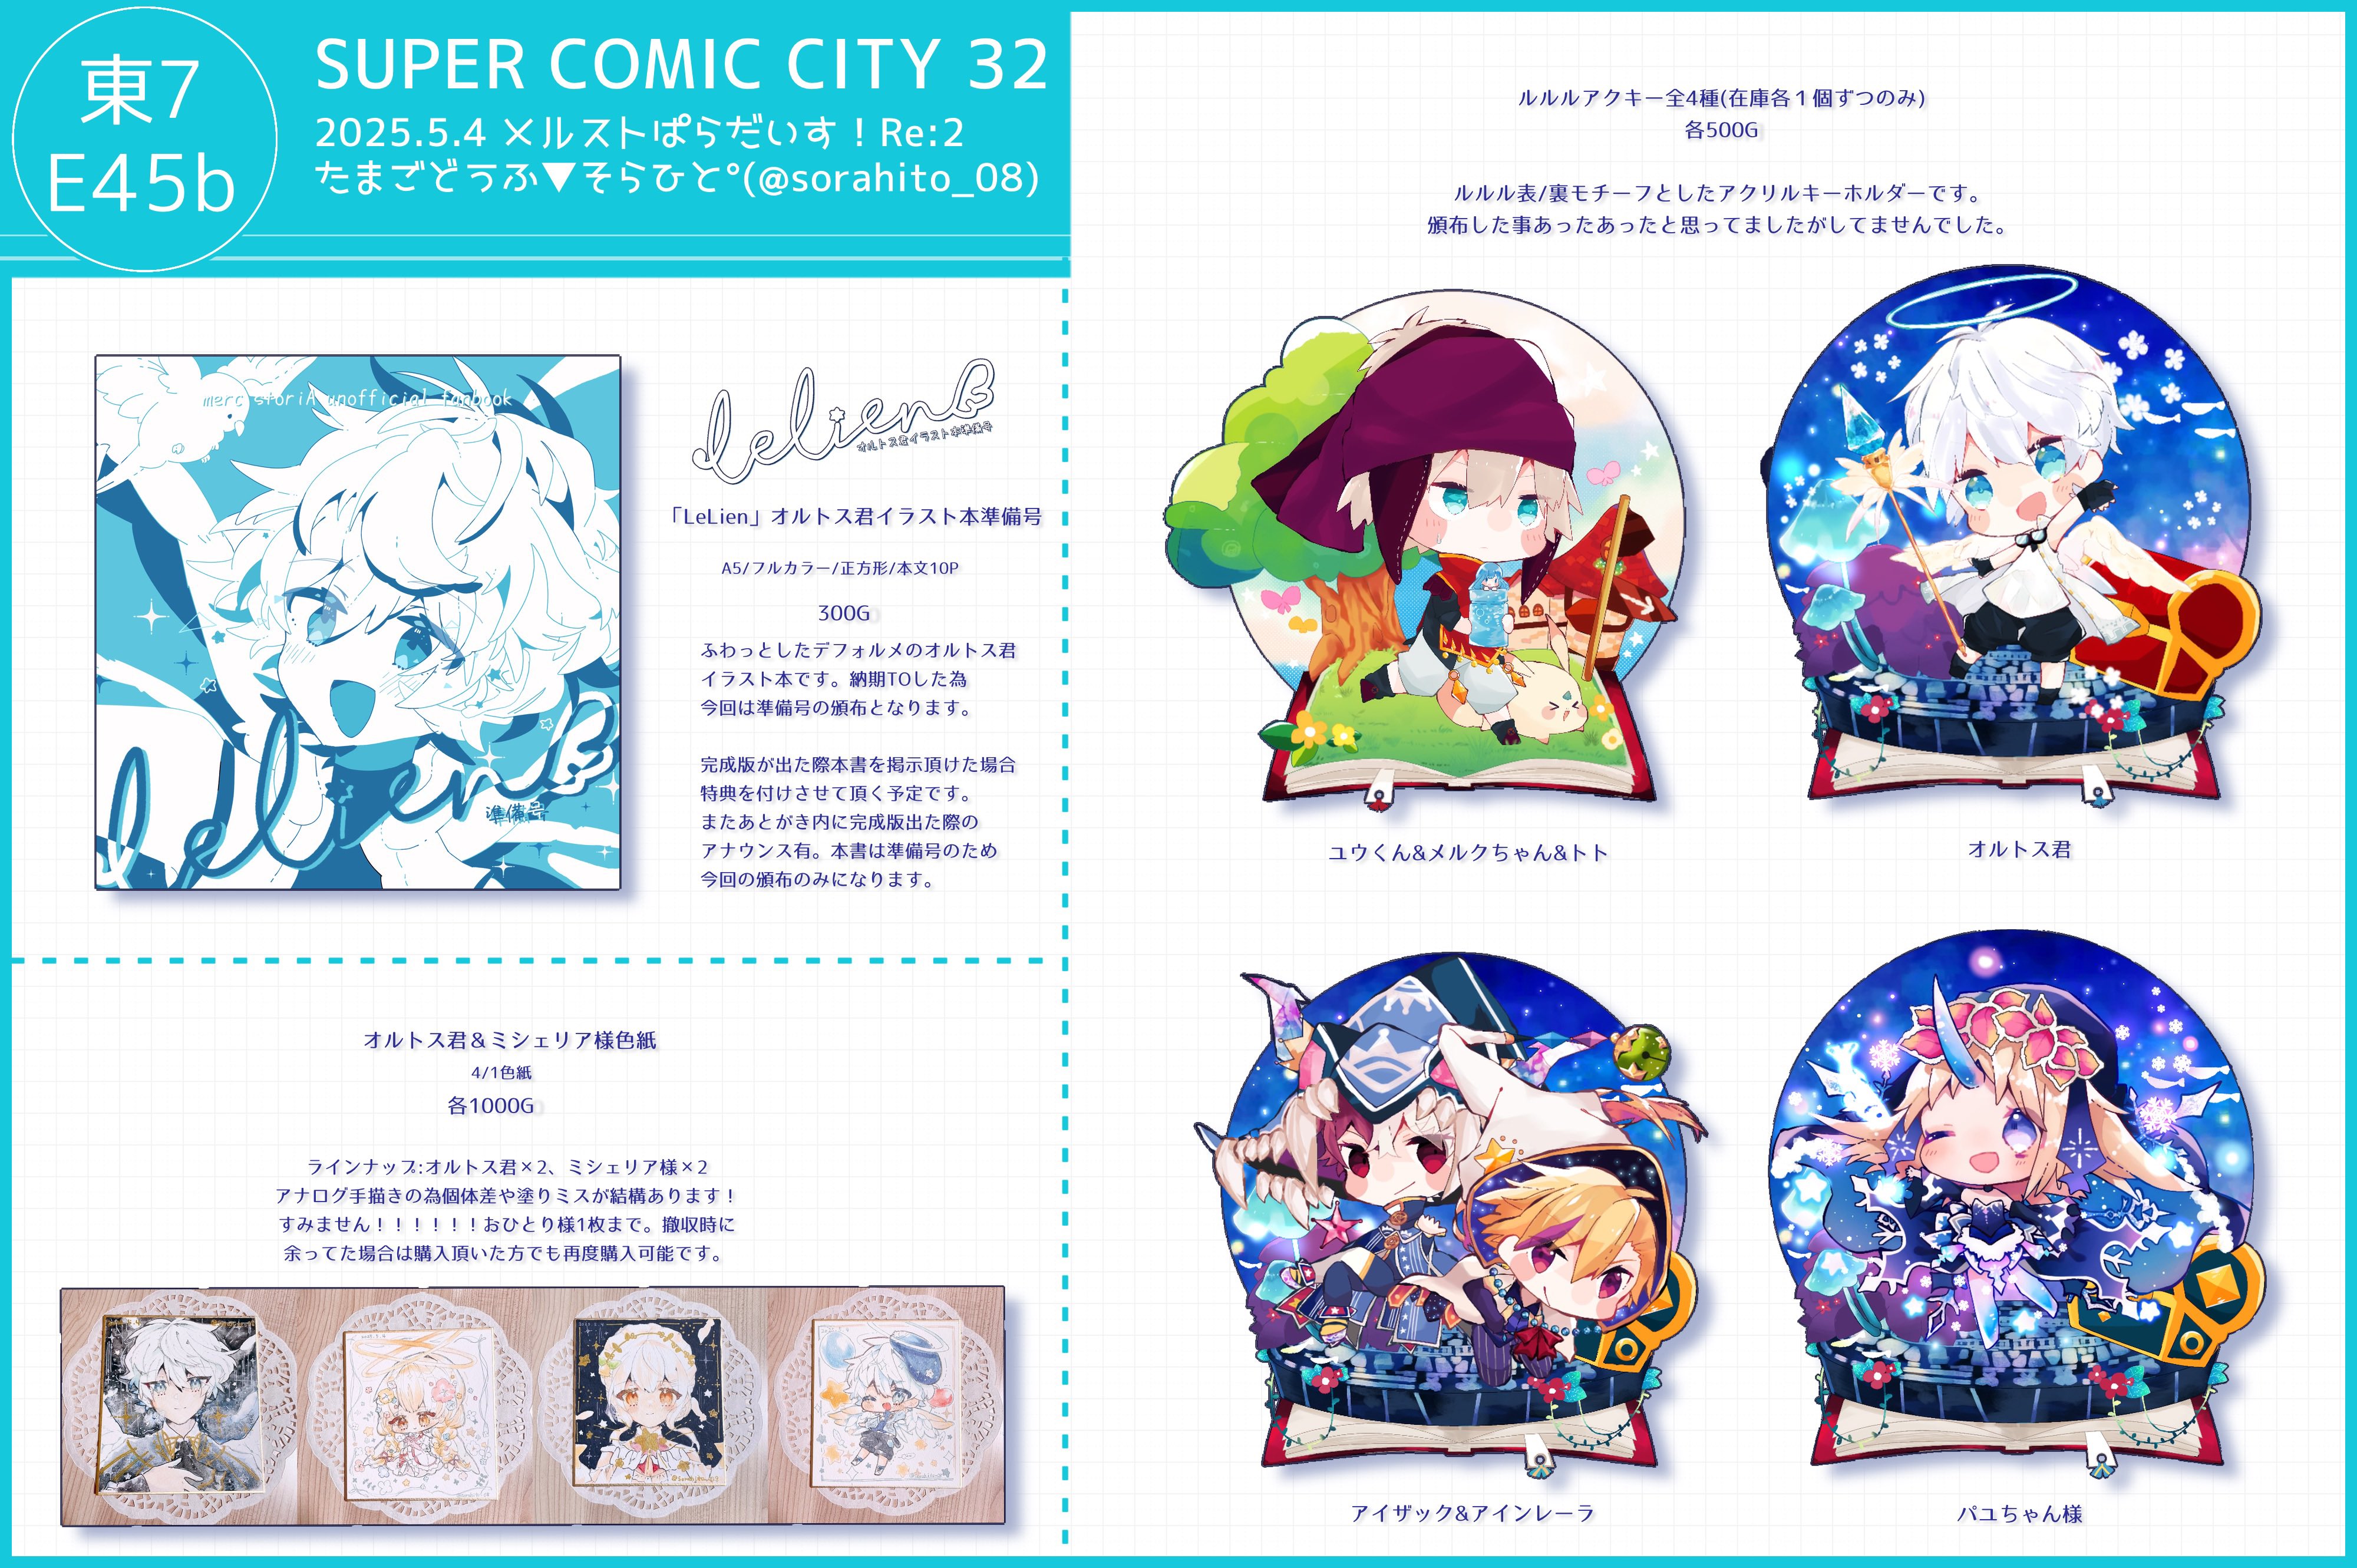 東7
E45b
SUPER COMIC CITY 32
2025.5.4 メルストぱらだいす！Re:2
たまごどうふ▼そらひと°(@sorahito_08)
merc storiA unofficial fanbook
lelien
準備号
lelien
オルトス君イラスト本準備号
「LeLien」オルトス君イラスト本準備号
A5/フルカラー/正方形/本文10P
300G
ふわっとしたデフォルメのオルトス君
イラスト本です。納期TOした為
今回は準備号の頒布となります。
完成版が出た際本書を掲示頂けた場合
特典を付けさせて頂く予定です。
またあとがき内に完成版出た際の
アナウンス有。本書は準備号のため
今回の頒布のみになります。
オルトス君＆ミシェリア様色紙
4/1色紙
各1000G
ラインナップ:オルトス君×2、ミシェリア様×2
アナログ手描きの為個体差や塗りミスが結構あります！
すみません！！！！！！おひとり様1枚まで。撤収時に
余ってた場合は購入頂いた方でも再度購入可能です。
ルルルアクキー全4種(在庫各１個ずつのみ)
各500G
ルルル表/裏モチーフとしたアクリルキーホルダーです。
頒布した事あったあったと思ってましたがしてませんでした。
ユウくん&メルクちゃん&トト
オルトス君
アイザック&アインレーラ
パユちゃん様